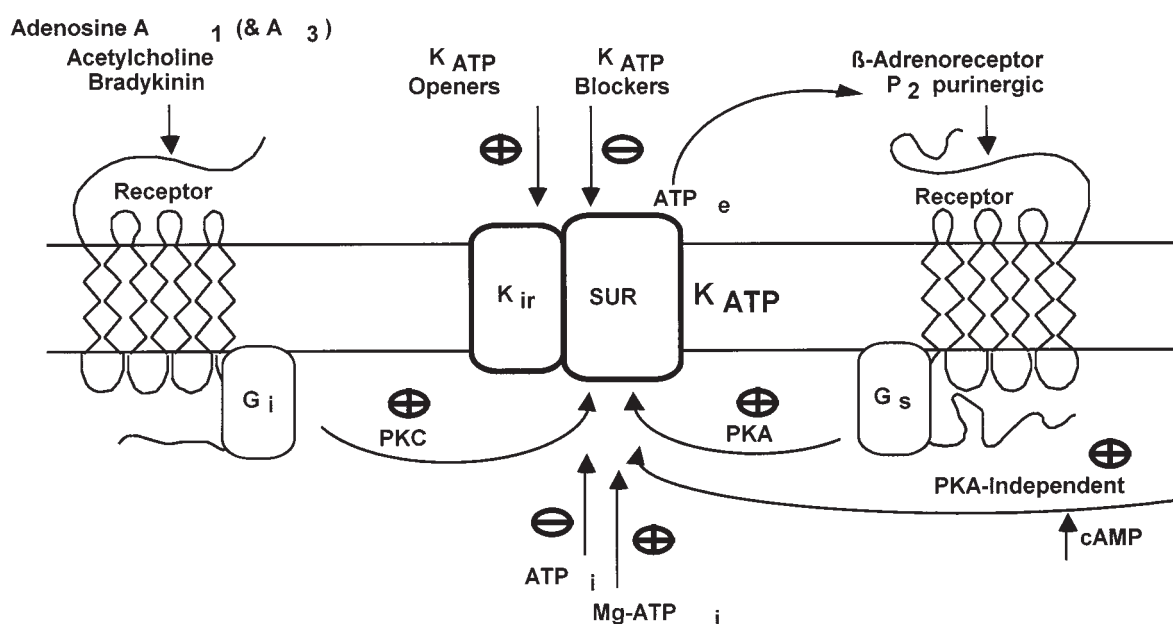 Adenosine A 1 (& A 3)
Acetylcholine
Bradykinin
K ATP
Openers
K ATP
Blockers
ß-Adrenoreceptor
P 2 purinergic
Receptor
ATP e
Receptor
K ir
SUR
K ATP
G i
PKC
PKA
G s
PKA-Independent
cAMP
ATP i
Mg-ATP i